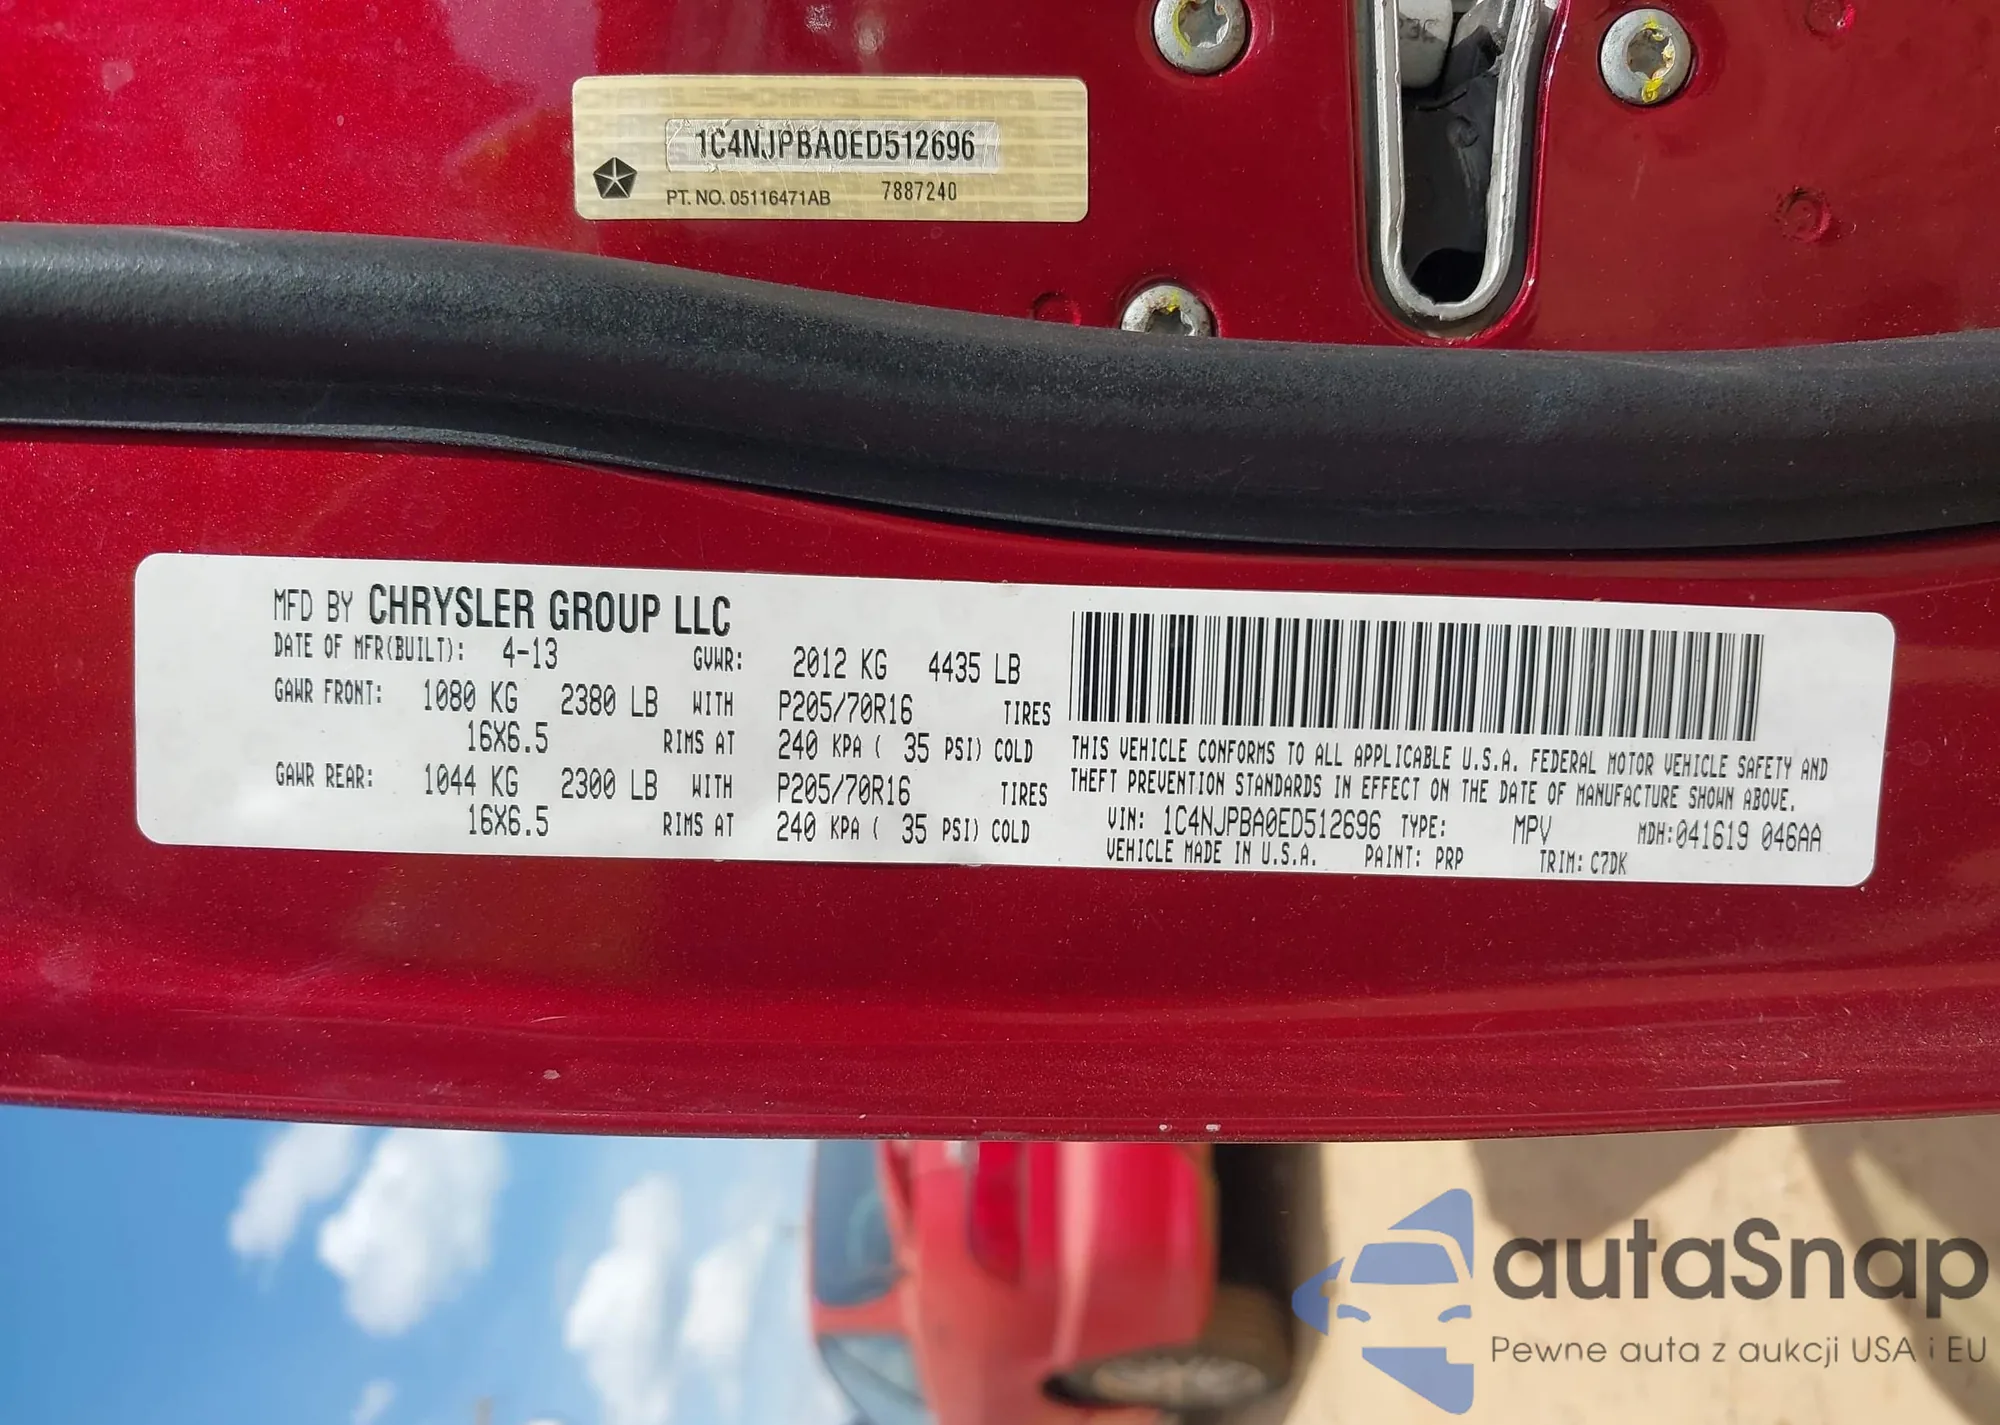 1C4NJPBA0ED512696
PT. NO. 05116471AB 7887240
MFD BY CHRYSLER GROUP LLC
DATE OF MFR(BUILT): 4-13 GVWR: 2012 KG 4435 LB
GAWR FRONT: 1080 KG 2380 LB WITH P205/70R16 TIRES
16X6.5 RIMS AT 240 KPA ( 35 PSI) COLD
GAWR REAR: 1044 KG 2300 LB WITH P205/70R16 TIRES
16X6.5 RIMS AT 240 KPA ( 35 PSI) COLD
THIS VEHICLE CONFORMS TO ALL APPLICABLE U.S.A. FEDERAL MOTOR VEHICLE SAFETY AND
THEFT PREVENTION STANDARDS IN EFFECT ON THE DATE OF MANUFACTURE SHOWN ABOVE.
VIN: 1C4NJPBA0ED512696 TYPE: MPV MDH:041619 046AA
VEHICLE MADE IN U.S.A. PAINT: PRP TRIM: C7DK
autaSnap
Pewne auta z aukcji USA i EU